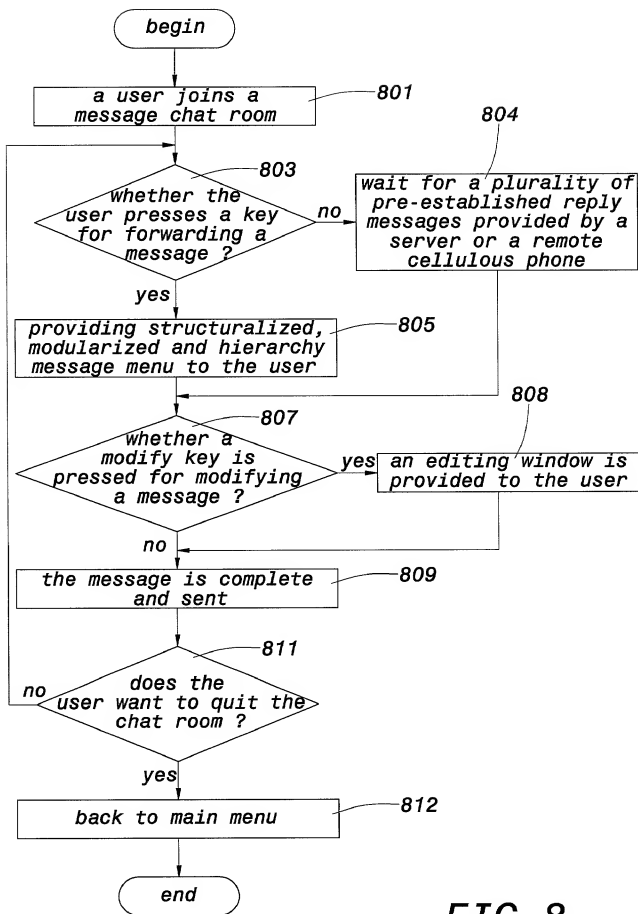 begin
a user joins a
message chat room
801
803
whether the
user presses a key
for forwarding a
message ?
no
804
wait for a plurality of
pre-established reply
messages provided by a
server or a remote
cellulous phone
yes
providing structuralized,
modularized and hierarchy
message menu to the user
805
807
whether a
modify key is
pressed for modifying
a message ?
yes
808
an editing window is
provided to the user
no
the message is complete
and sent
809
811
does the
user want to quit the
chat room ?
no
yes
back to main menu
812
end
FIG.8